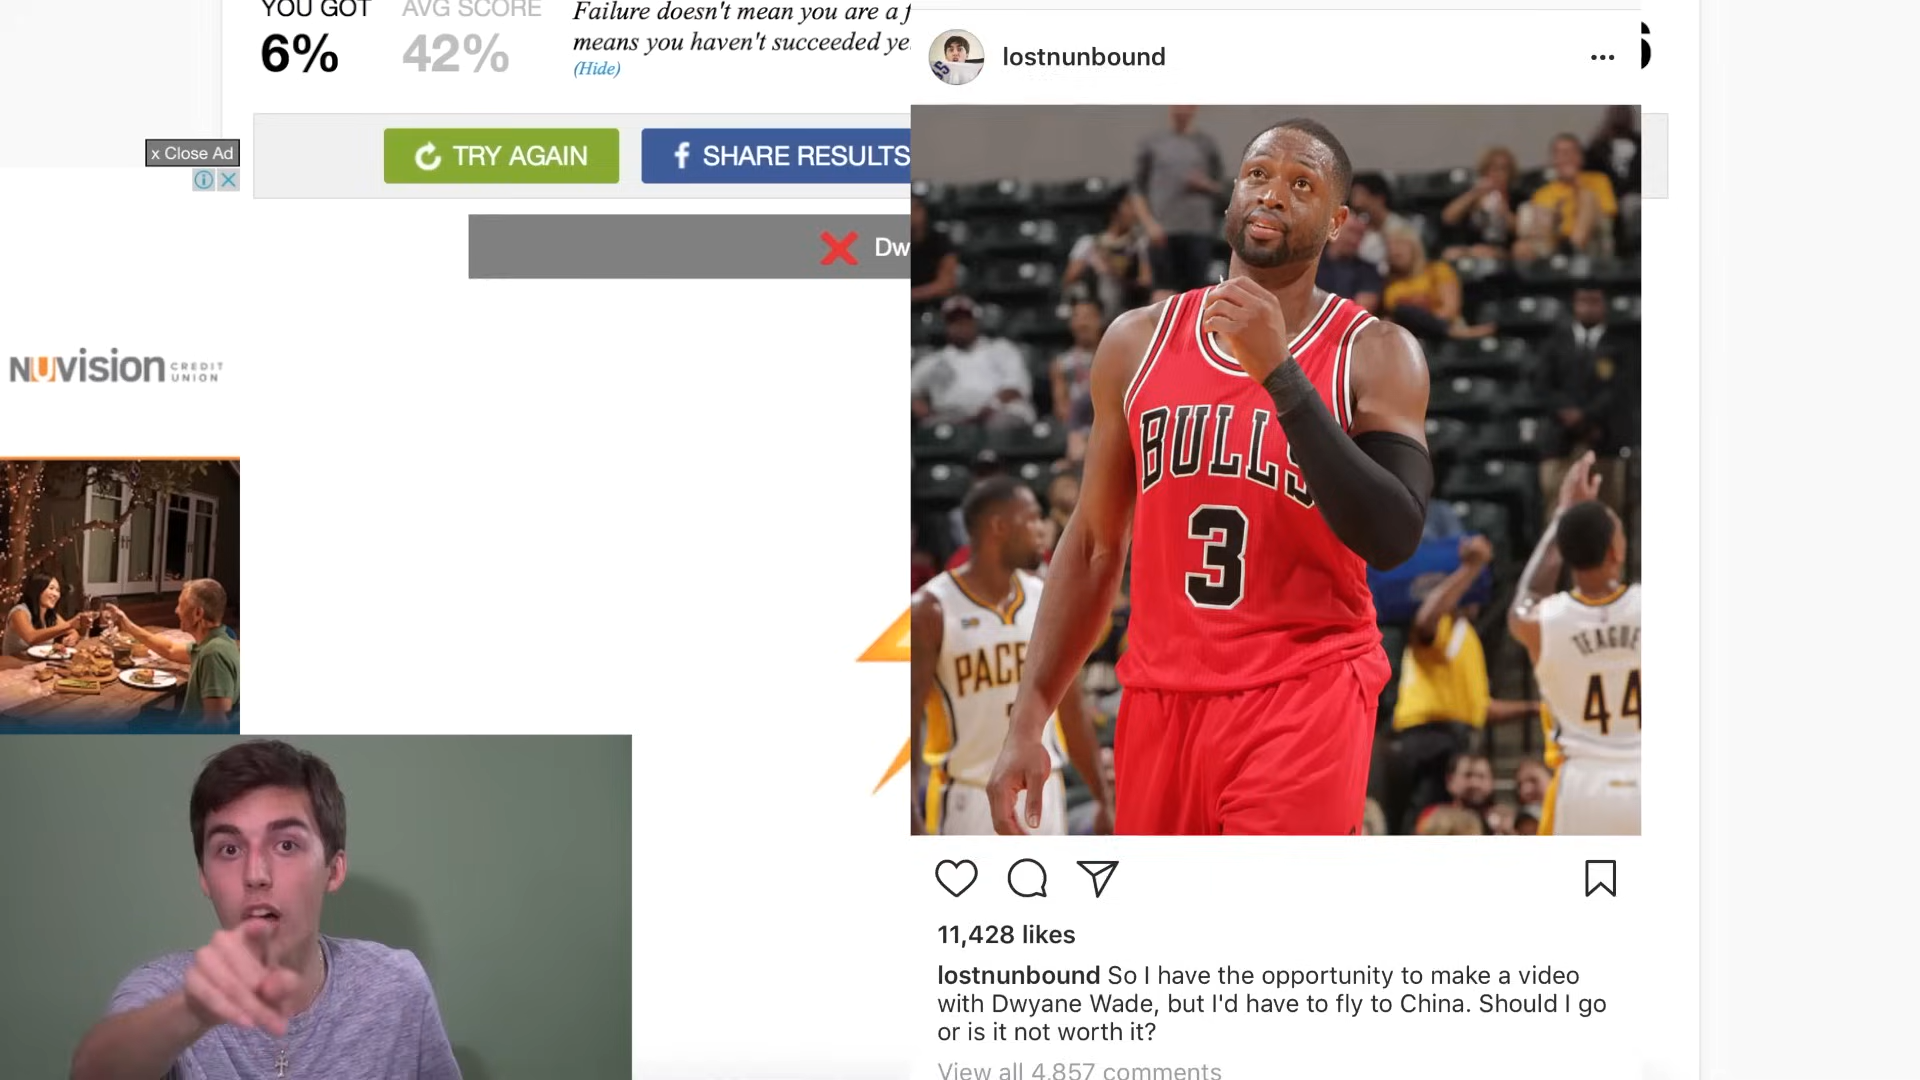 YOU GOT
6%
AVG SCORE
42%
Failure doesn't mean you are a f
means you haven't succeeded ye
(Hide)
TRY AGAIN
f SHARE RESULTS
x Close Ad
Dw
NUvision CREDIT
UNION
lostnunbound
BULLS
3
PACE
TEAGUE
44
11,428 likes
lostnunbound So I have the opportunity to make a video
with Dwyane Wade, but I'd have to fly to China. Should I go
or is it not worth it?
View all 4,857 comments